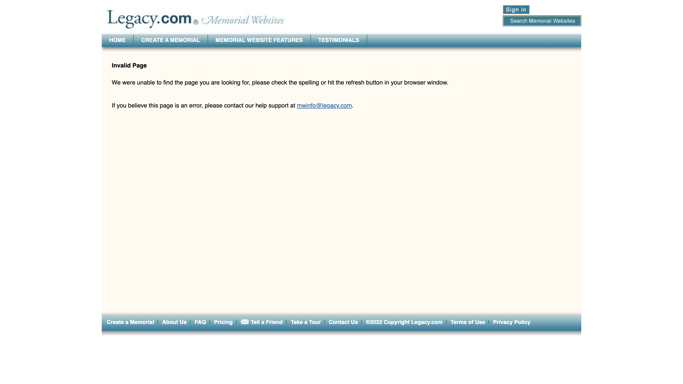 Legacy.com® Memorial Websites
Sign in
Search Memorial Websites
HOME CREATE A MEMORIAL MEMORIAL WEBSITE FEATURES TESTIMONIALS
Invalid Page
We were unable to find the page you are looking for, please check the spelling or hit the refresh button in your browser window.
If you believe this page is an error, please contact our help support at mwinfo@legacy.com.
Create a Memorial | About Us | FAQ | Pricing | Tell a Friend | Take a Tour | Contact Us | ©2022 Copyright Legacy.com | Terms of Use | Privacy Policy